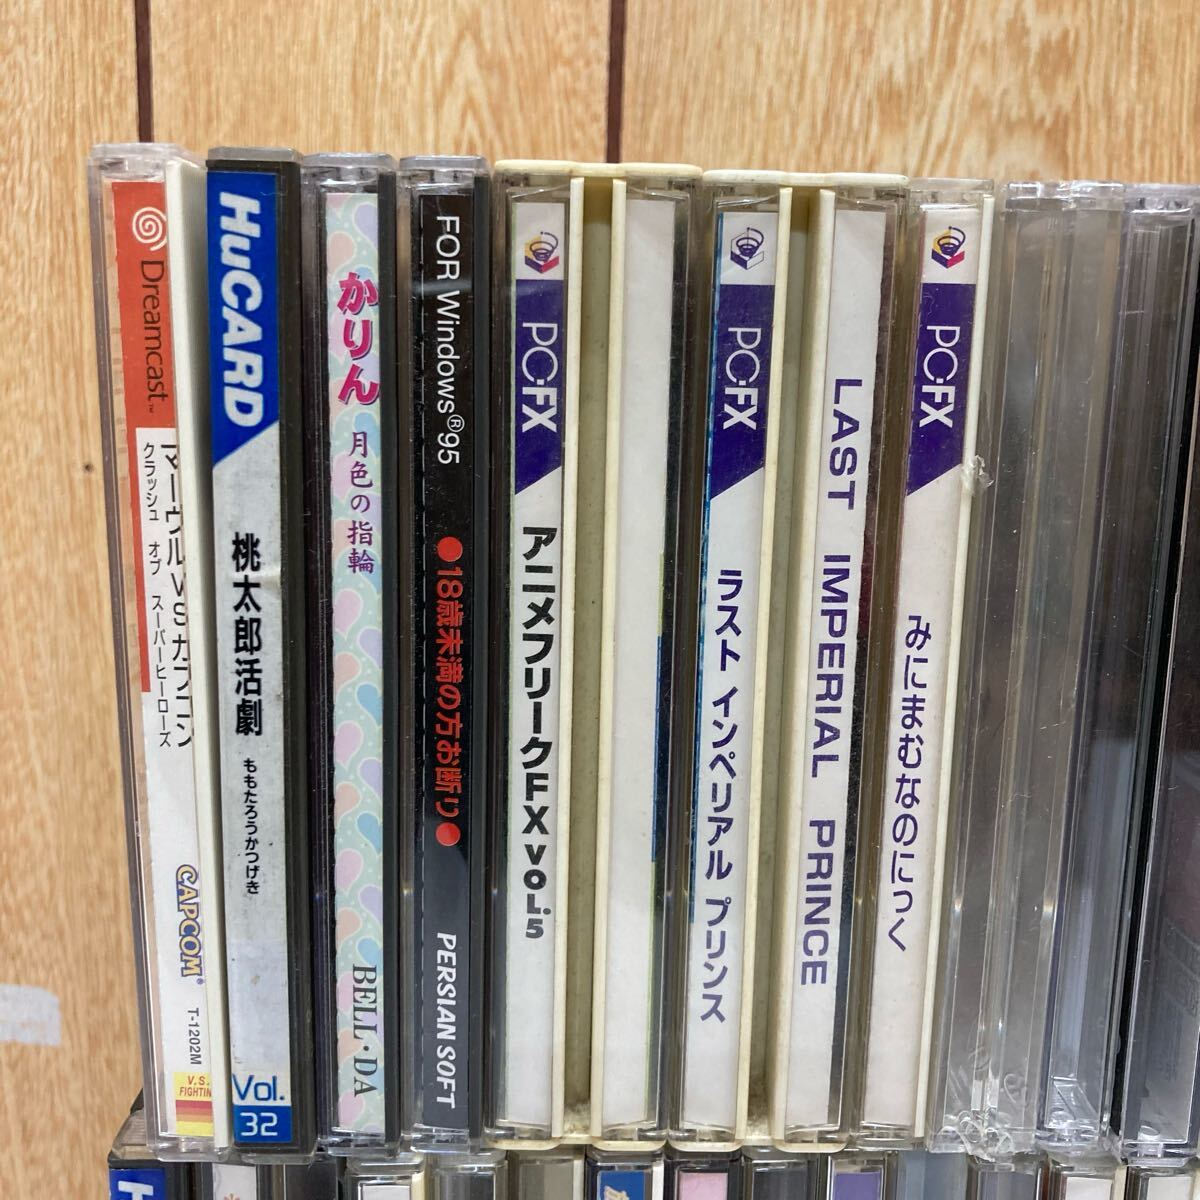 Dreamcast™
マーヴル VS. カプコン
クラッシュ オブ スーパーヒーローズ
CAPCOM®
T-1202M
V.S.
FIGHTIN
HuCARD
桃太郎活劇
ももたろうかつげき
Vol.
32
かりん
月色の指輪
BELL・DA
FOR Windows®95
●18歳未満の方お断り●
PERSIAN SOFT
PC-FX
アニメフリークFX vol.5
PC-FX
ラスト インペリアル プリンス
LAST IMPERIAL PRINCE
PC-FX
みにまむなのにっく